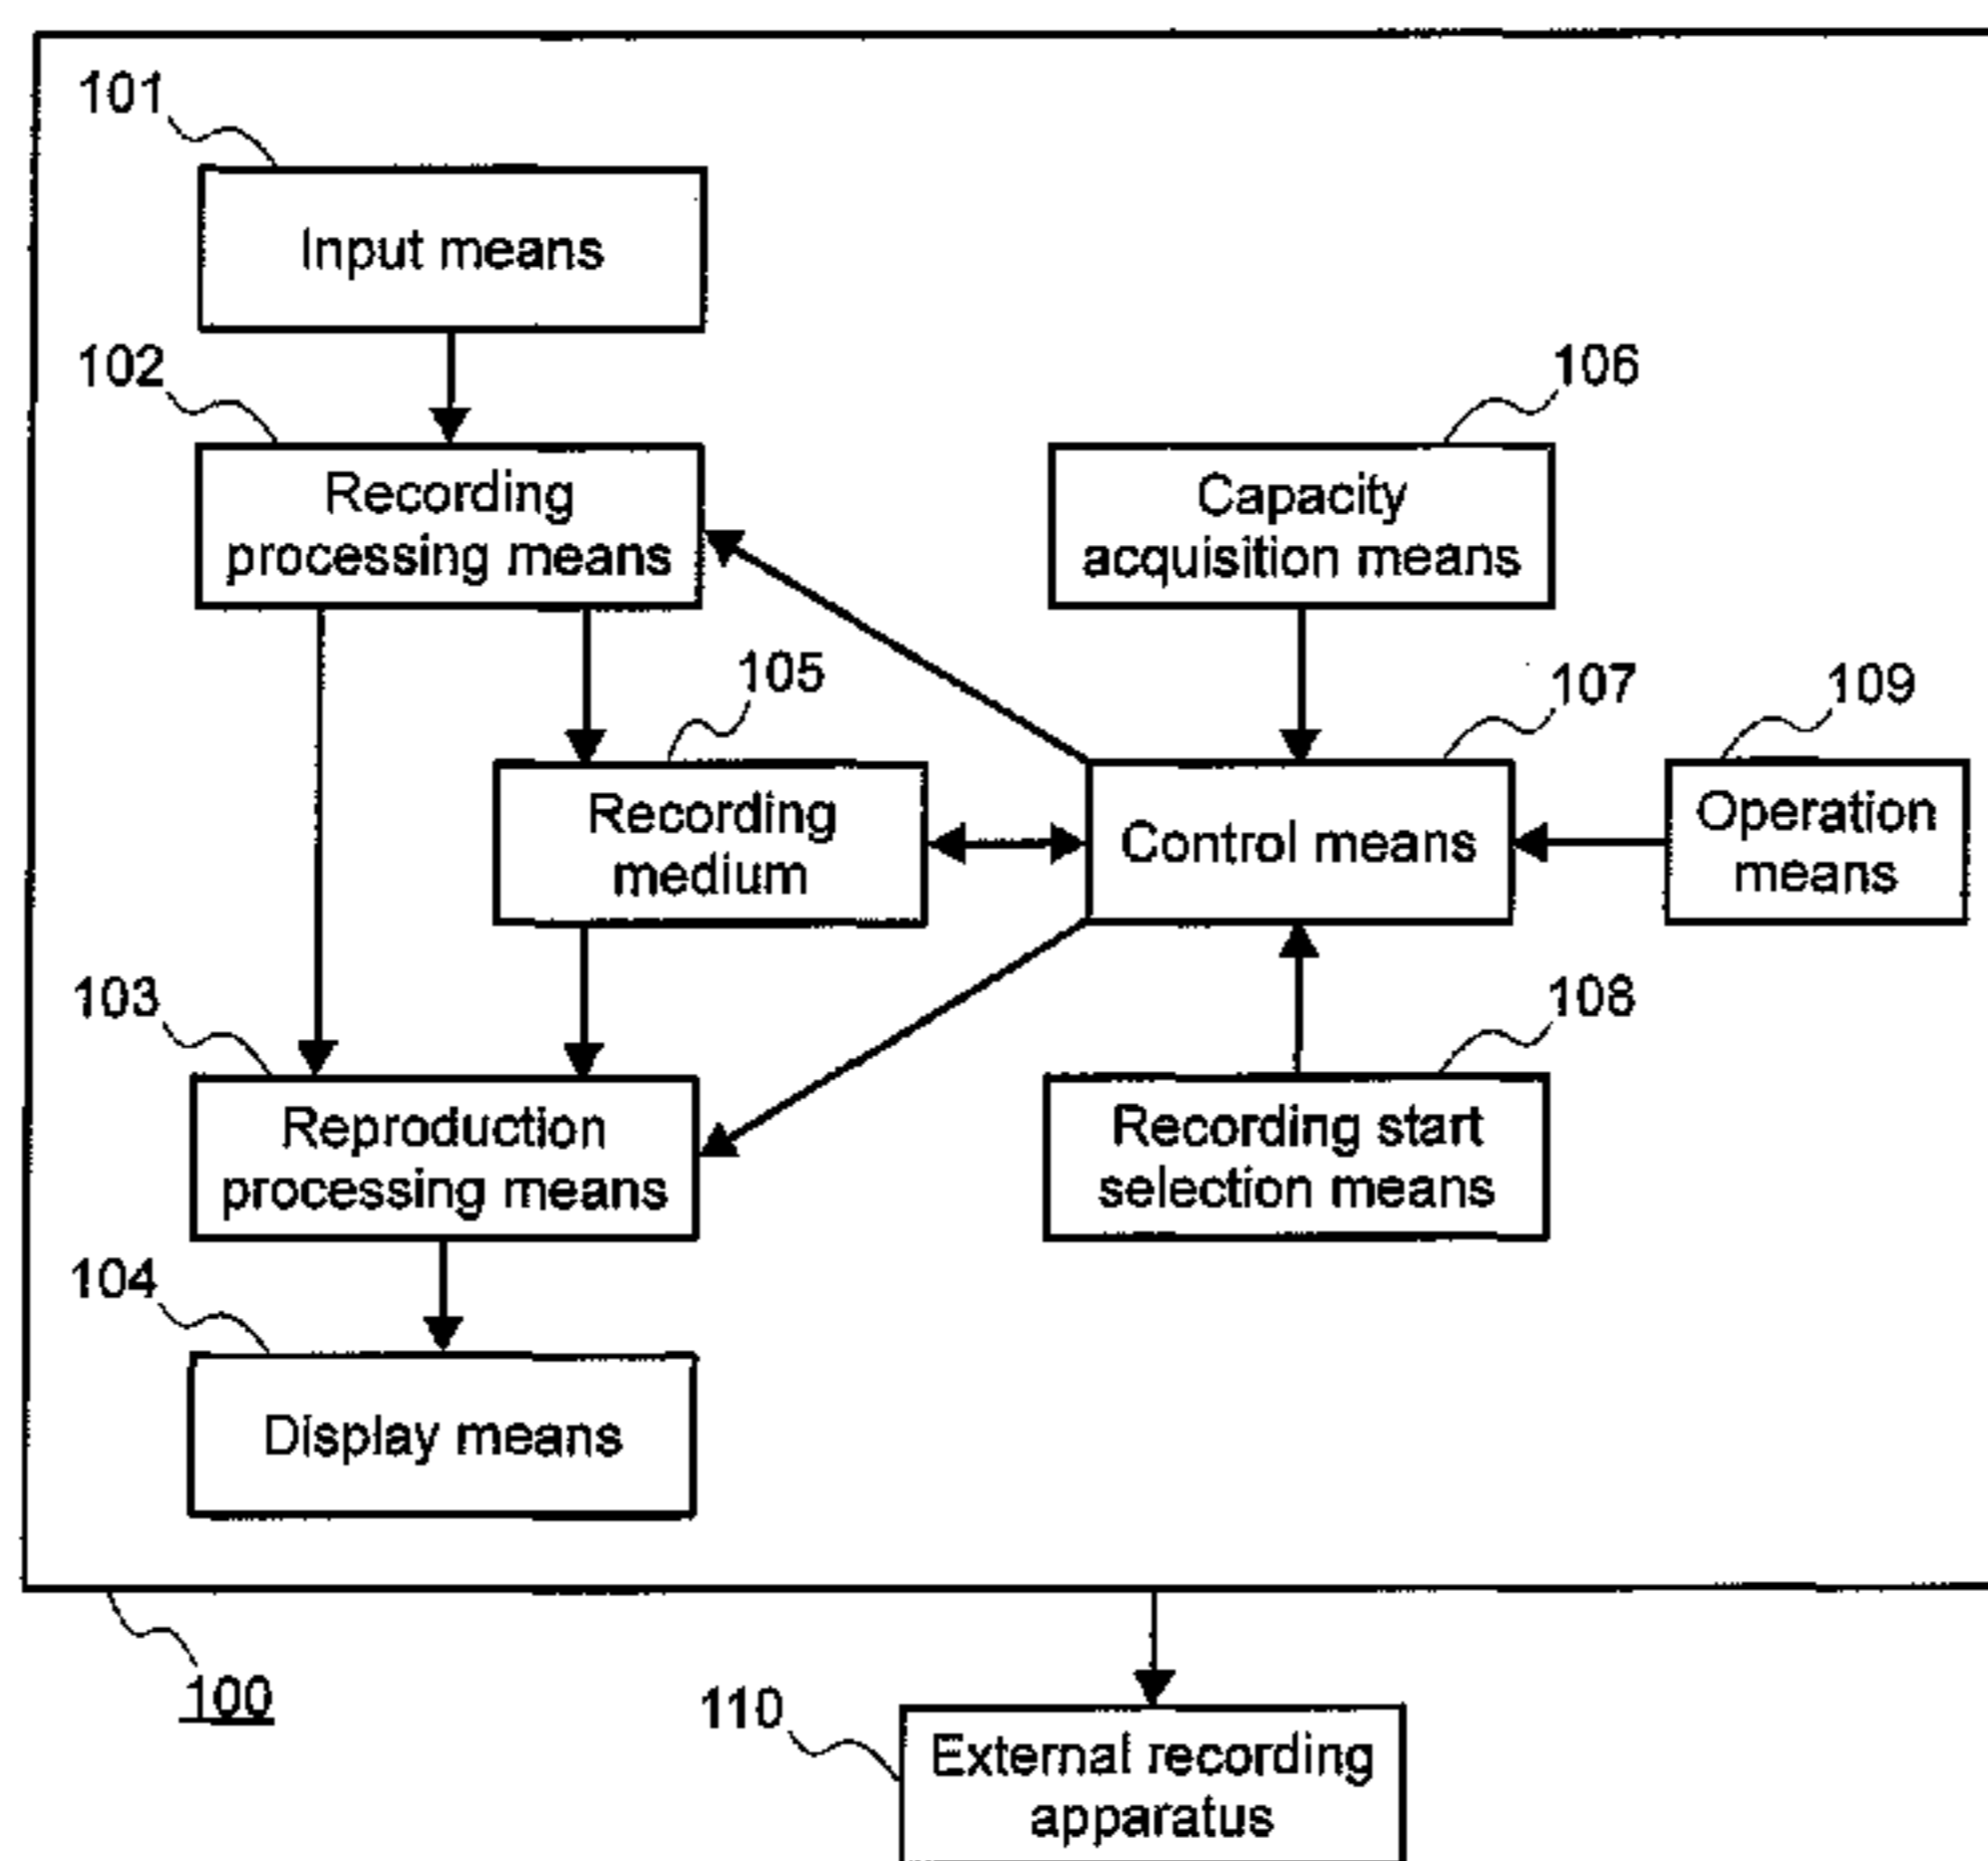 101
Input means
102
106
Recording
processing means
Capacity
acquisition means
105
107
109
Recording
medium
Control means
Operation
means
103
108
Reproduction
processing means
Recording start
selection means
104
Display means
100
110
External recording
apparatus